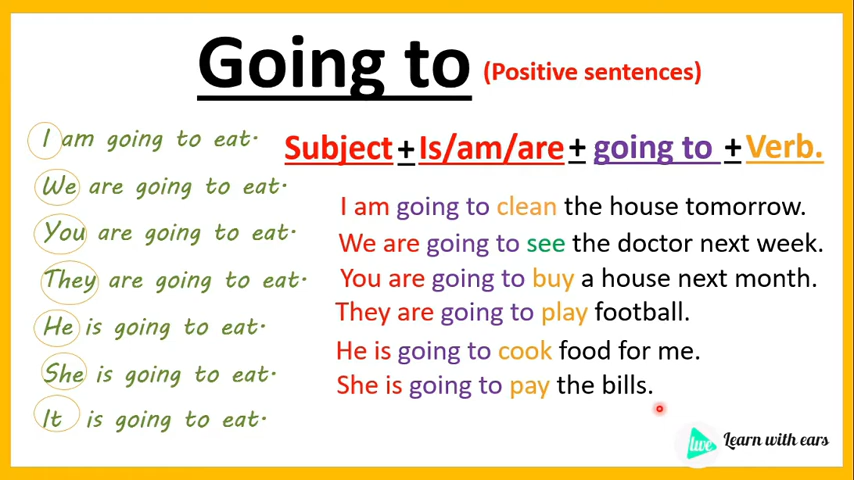 Going to (Positive sentences)
I am going to eat.
We are going to eat.
You are going to eat.
They are going to eat.
He is going to eat.
She is going to eat.
It is going to eat.
Subject + Is/am/are + going to + Verb.
I am going to clean the house tomorrow.
We are going to see the doctor next week.
You are going to buy a house next month.
They are going to play football.
He is going to cook food for me.
She is going to pay the bills.
live Learn with ears